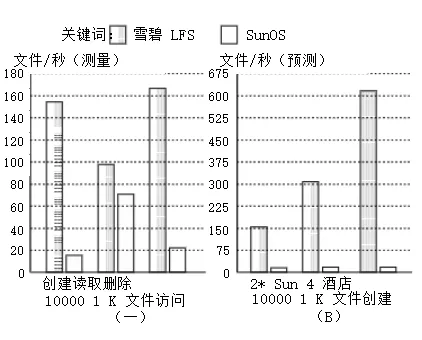 关键词: 雪碧 LFS SunOS
文件/秒（测量） 文件/秒（预测）
180 675
160 600
140 525
120 450
100 375
80 300
60 225
40 150
20 75
0 0
创建读取删除 2* Sun 4 酒店
10000 1 K 文件访问 10000 1 K 文件创建
（一） （B）